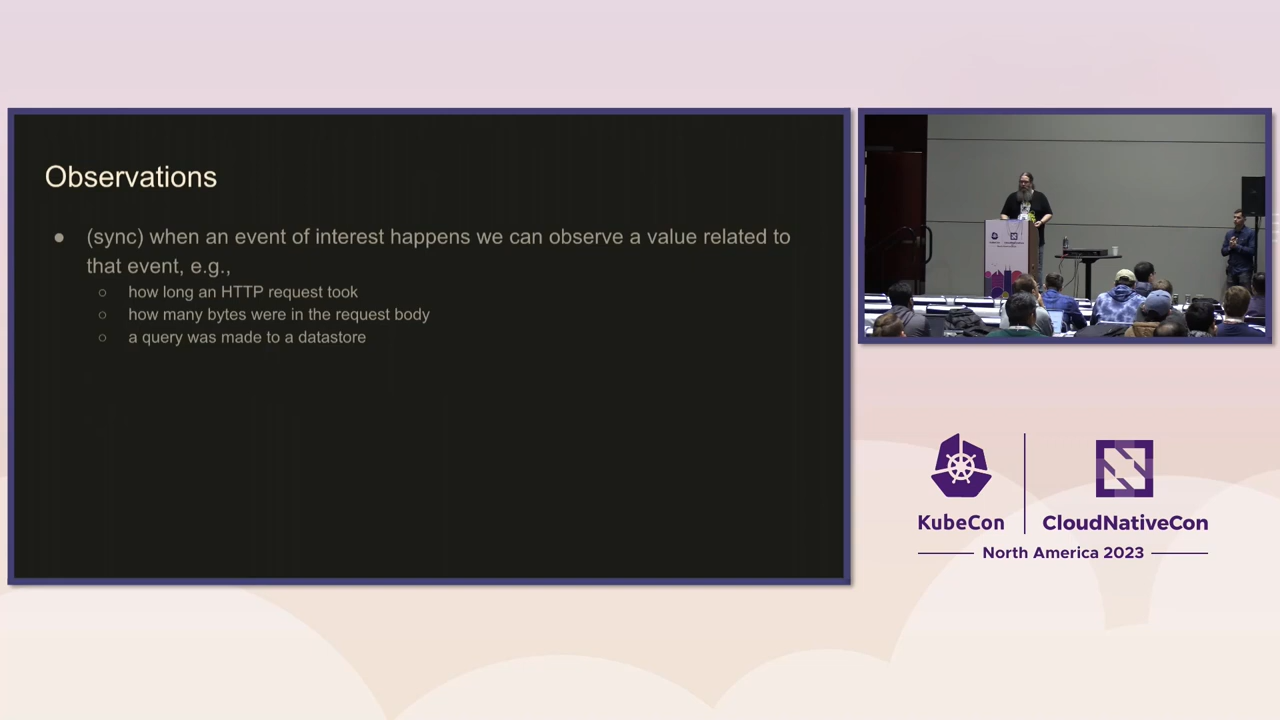 Observations
● (sync) when an event of interest happens we can observe a value related to
that event, e.g.,
○ how long an HTTP request took
○ how many bytes were in the request body
○ a query was made to a datastore
KubeCon
CloudNativeCon
North America 2023